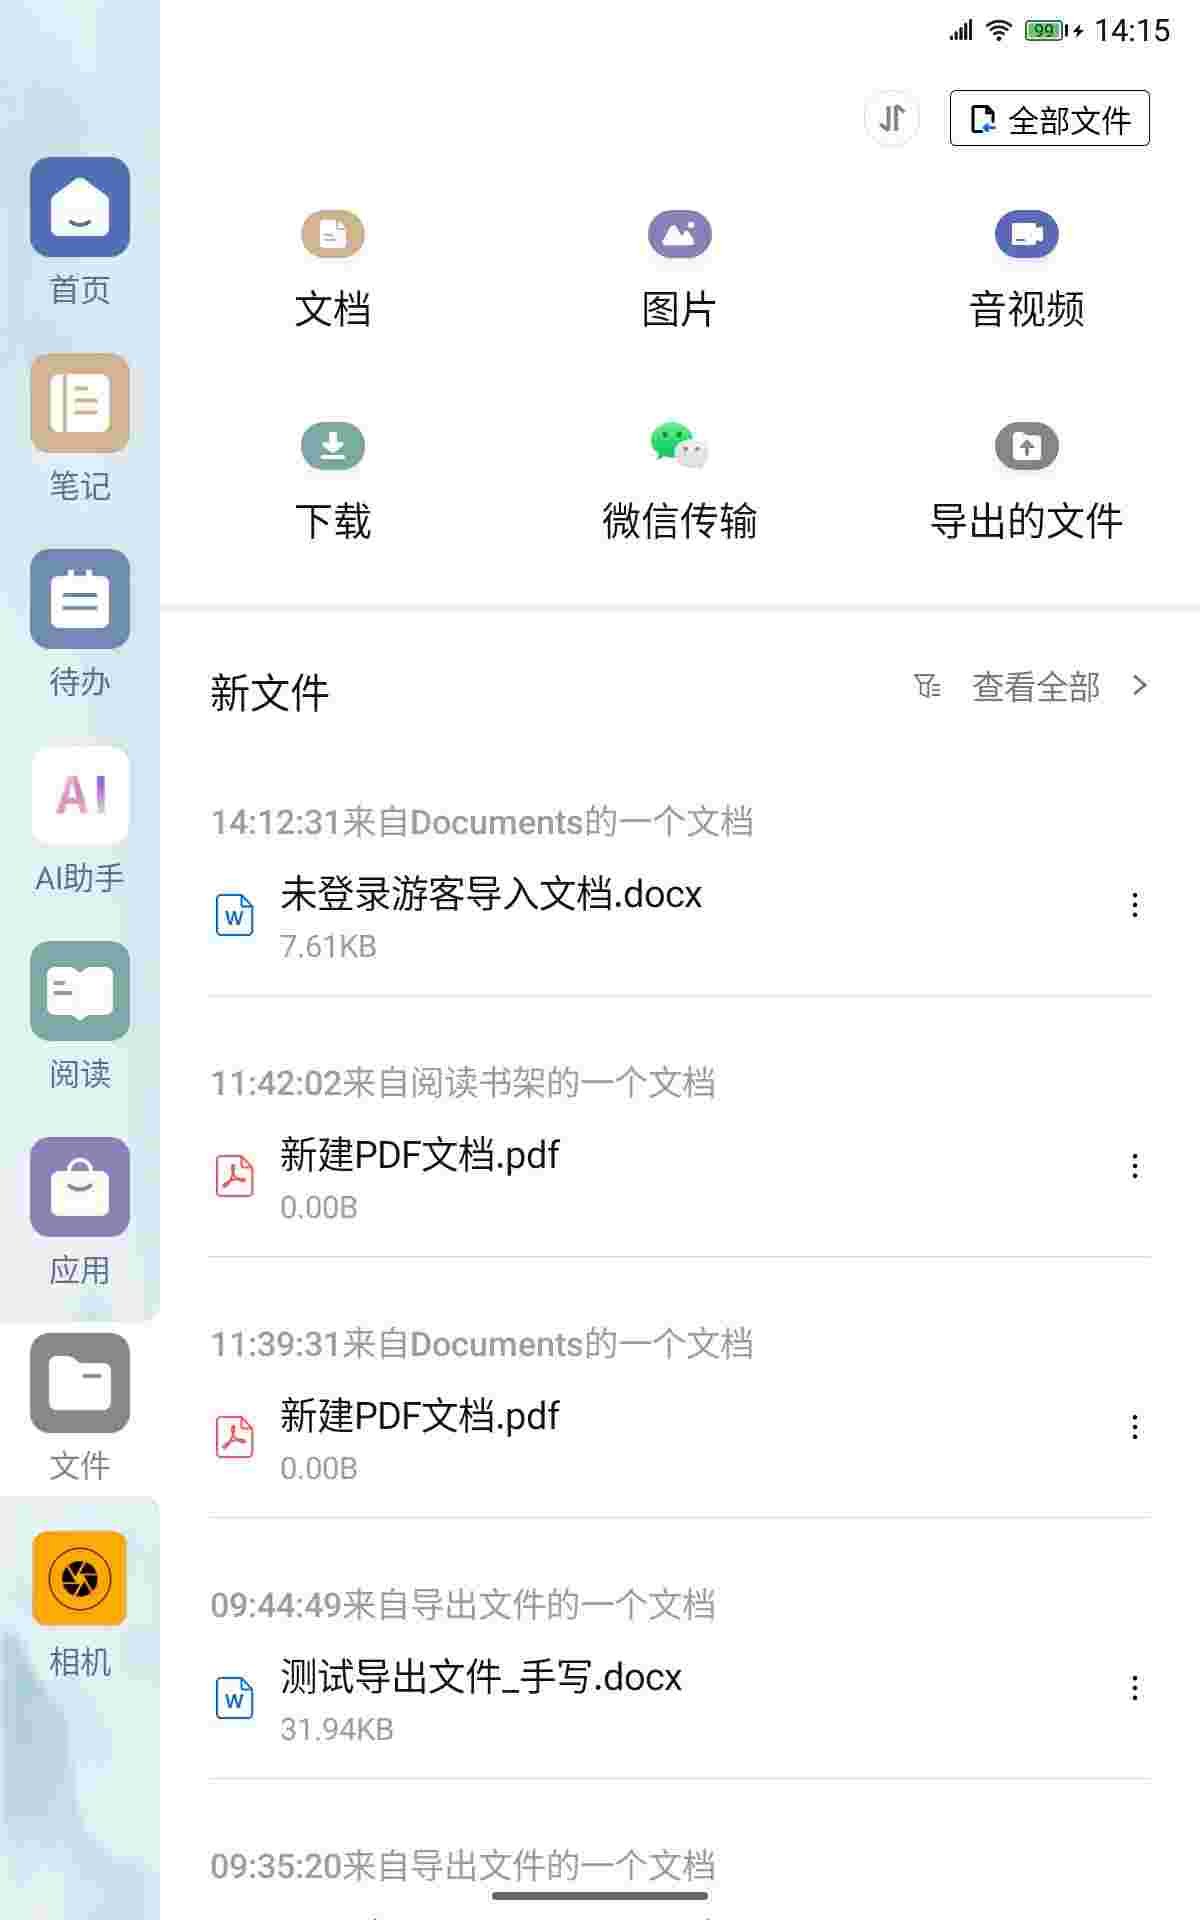 99 14:15
全部文件
首页
笔记
待办
AI
AI助手
阅读
应用
文件
相机
文档
图片
音视频
下载
微信传输
导出的文件
新文件
查看全部
14:12:31来自Documents的一个文档
W
未登录游客导入文档.docx
7.61KB
11:42:02来自阅读书架的一个文档
新建PDF文档.pdf
0.00B
11:39:31来自Documents的一个文档
新建PDF文档.pdf
0.00B
09:44:49来自导出文件的一个文档
W
测试导出文件_手写.docx
31.94KB
09:35:20来自导出文件的一个文档